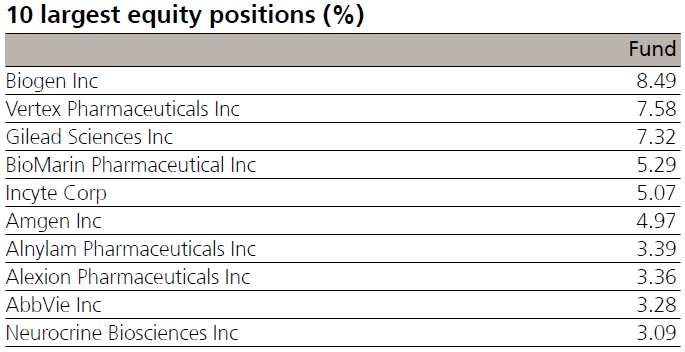 10 largest equity positions (%)
Fund
Biogen Inc 8.49
Vertex Pharmaceuticals Inc 7.58
Gilead Sciences Inc 7.32
BioMarin Pharmaceutical Inc 5.29
Incyte Corp 5.07
Amgen Inc 4.97
Alnylam Pharmaceuticals Inc 3.39
Alexion Pharmaceuticals Inc 3.36
AbbVie Inc 3.28
Neurocrine Biosciences Inc 3.09